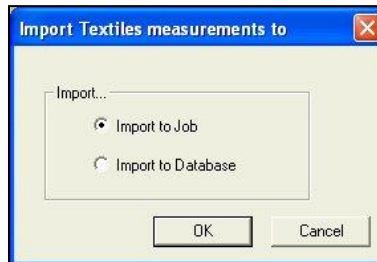 Import Textiles measurements to
Import...
Import to Job
Import to Database
OK
Cancel